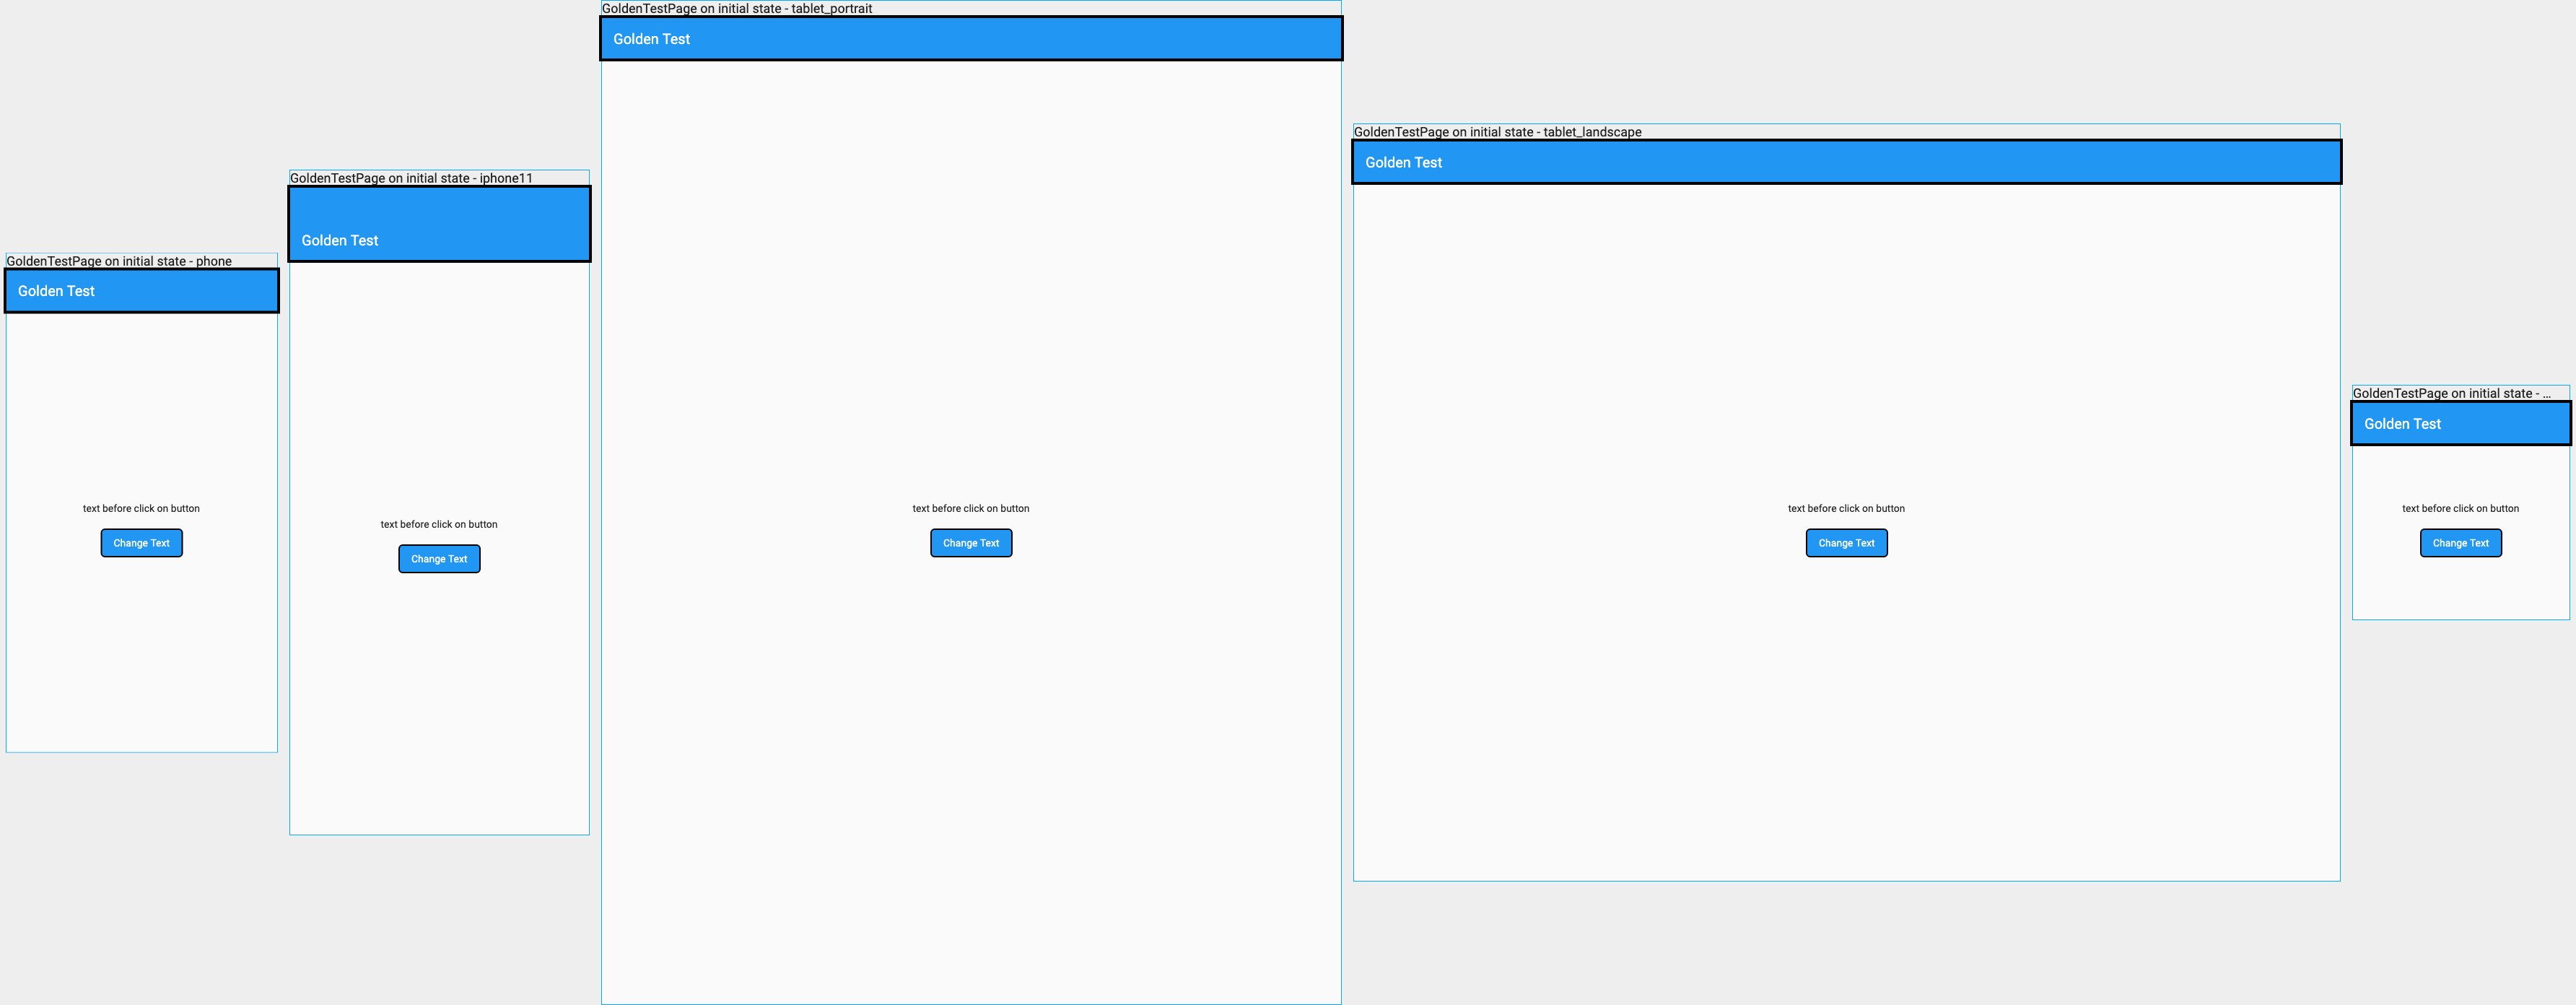 GoldenTestPage on initial state - phone
Golden Test
text before click on button
Change Text
GoldenTestPage on initial state - iphone11
Golden Test
text before click on button
Change Text
GoldenTestPage on initial state - tablet_portrait
Golden Test
text before click on button
Change Text
GoldenTestPage on initial state - tablet_landscape
Golden Test
text before click on button
Change Text
GoldenTestPage on initial state - ...
Golden Test
text before click on button
Change Text